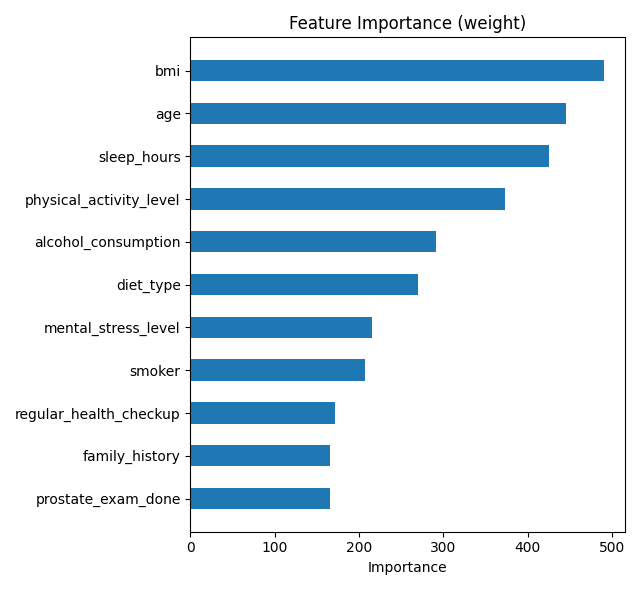 Feature Importance (weight)
bmi
age
sleep_hours
physical_activity_level
alcohol_consumption
diet_type
mental_stress_level
smoker
regular_health_checkup
family_history
prostate_exam_done
0 100 200 300 400 500
Importance